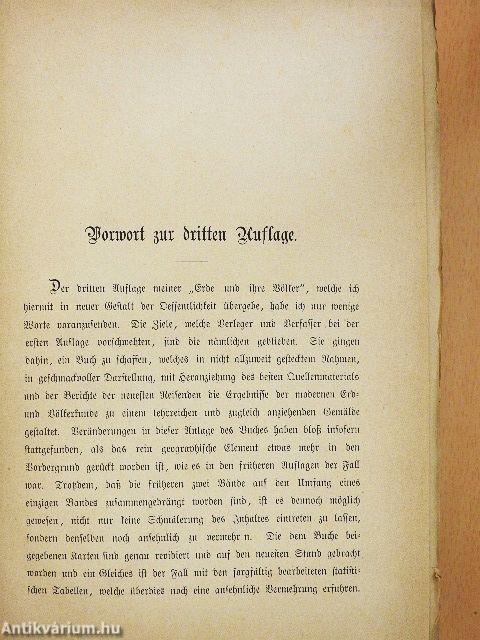 Vorwort zur dritten Auflage.
Der dritten Auflage meiner „Erde und ihre Völker“, welche ich
hiermit in neuer Gestalt der Oeffentlichkeit übergebe, habe ich nur wenige
Worte voranzusenden. Die Ziele, welche Verleger und Verfasser bei der
ersten Auflage vorschwebten, sind die nämlichen geblieben. Sie gingen
dahin, ein Buch zu schaffen, welches in nicht allzuweit gestecktem Rahmen,
in geschmackvoller Darstellung, mit Heranziehung des besten Quellenmaterials
und der Berichte der neuesten Reisenden die Ergebnisse der modernen Erd-
und Völkerkunde zu einem lehrreichen und zugleich anziehenden Gemälde
gestaltet. Veränderungen in dieser Anlage des Buches haben bloß insofern
stattgefunden, als das rein geographische Element etwas mehr in den
Vordergrund gerückt worden ist, wie es in den früheren Auflagen der Fall
war. Trotzdem, daß die früheren zwei Bände auf den Umfang eines
einzigen Bandes zusammengedrängt worden sind, ist es dennoch möglich
gewesen, nicht nur keine Schmälerung des Inhaltes eintreten zu lassen,
sondern denselben noch ansehnlich zu vermehr n. Die dem Buche bei-
gegebenen Karten sind genau revidirt und auf den neuesten Stand gebracht
worden und ein Gleiches ist der Fall mit den sorgfältig bearbeiteten statisti-
schen Tabellen, welche überdies noch eine ansehnliche Vermehrung erfuhren.
Antikvárium.hu